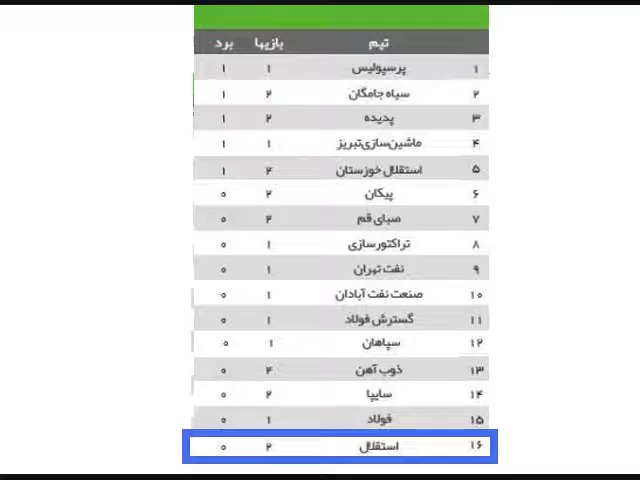 تیم بازیها برد
۱ پرسپولیس ۱ ۱
۲ سیاه جامگان ۲ ۱
۳ پدیده ۲ ۱
۴ ماشین‌سازی‌تبریز ۱ ۱
۵ استقلال خوزستان ۲ ۱
۶ پیکان ۲ ۰
۷ صبای قم ۲ ۰
۸ تراکتورسازی ۱ ۰
۹ نفت تهران ۱ ۰
۱۰ صنعت نفت آبادان ۱ ۰
۱۱ گسترش فولاد ۱ ۰
۱۲ سپاهان ۱ ۰
۱۳ ذوب آهن ۲ ۰
۱۴ سایپا ۲ ۰
۱۵ فولاد ۱ ۰
۱۶ استقلال ۲ ۰